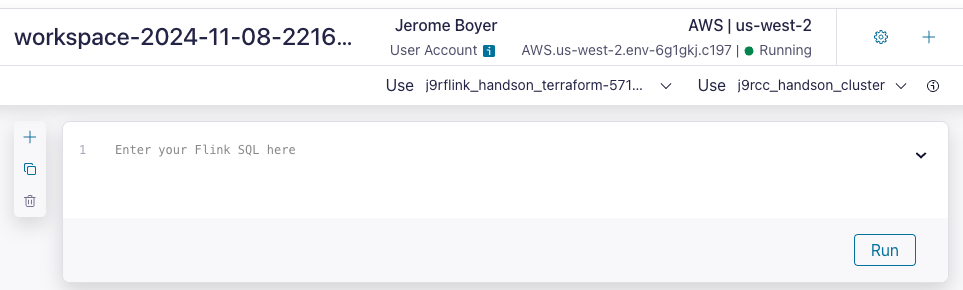 workspace-2024-11-08-2216...
Jerome Boyer
User Account
AWS | us-west-2
AWS.us-west-2.env-6g1gkj.c197 | Running
Use j9rflink_handson_terraform-571...
Use j9rcc_handson_cluster
1 Enter your Flink SQL here
Run